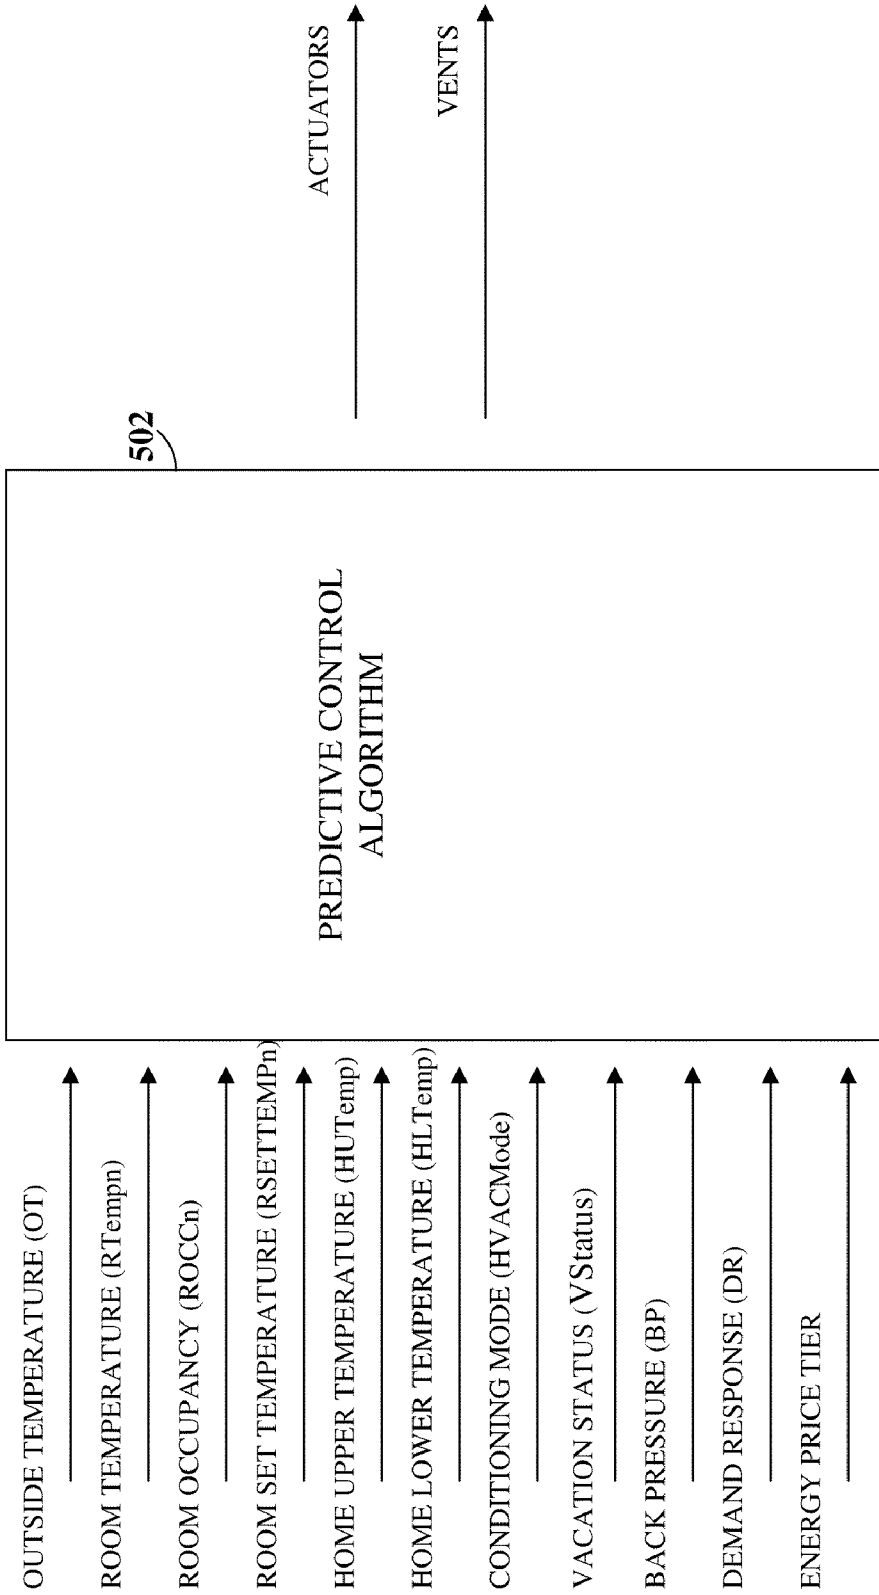 OUTSIDE TEMPERATURE (OT)
ROOM TEMPERATURE (RTempn)
ROOM OCCUPANCY (ROCCn)
ROOM SET TEMPERATURE (RSETTEMPn)
HOME UPPER TEMPERATURE (HUTemp)
HOME LOWER TEMPERATURE (HLTemp)
CONDITIONING MODE (HVACMode)
VACATION STATUS (VStatus)
BACK PRESSURE (BP)
DEMAND RESPONSE (DR)
ENERGY PRICE TIER
502
PREDICTIVE CONTROL
ALGORITHM
ACTUATORS
VENTS